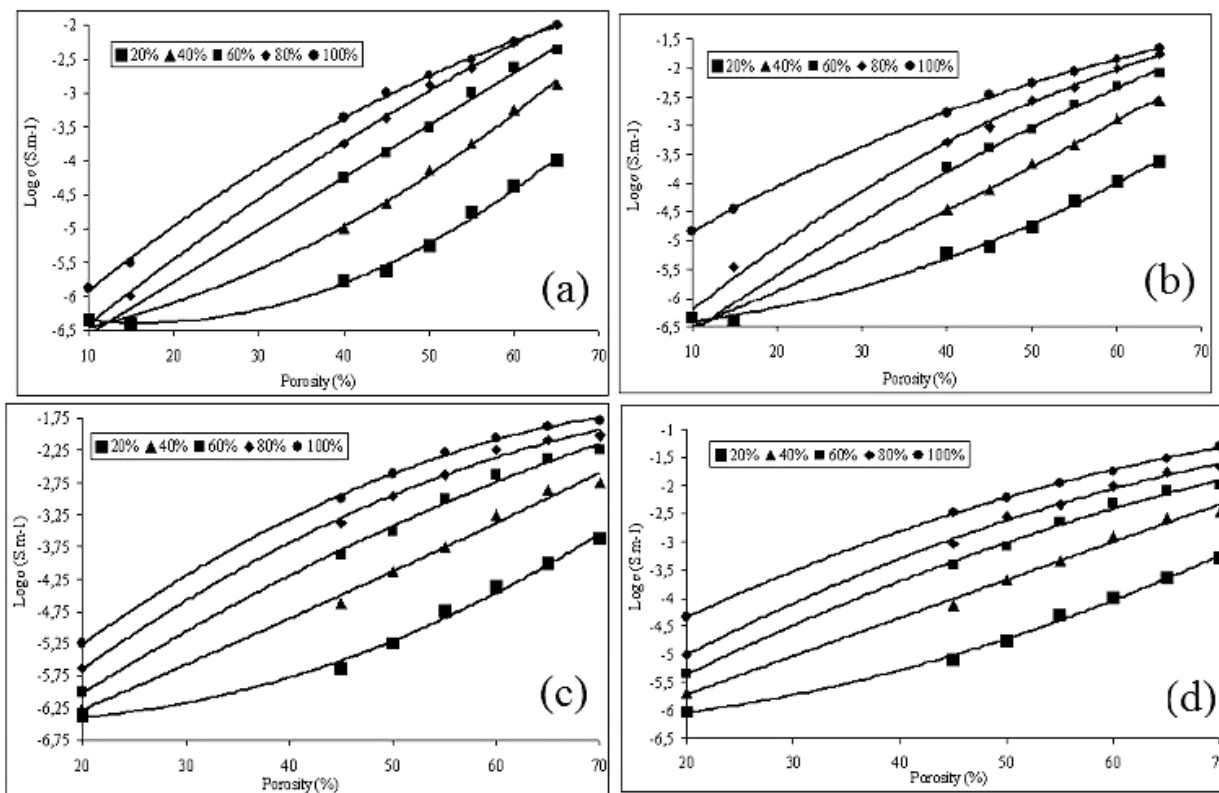 -2
-2,5
-3
-3,5
-4
-4,5
-5
-5,5
-6
-6,5
Log σ (S.m-1)
20% 40% 60% 80% 100%
(a)
10 20 30 40 50 60 70
Porosity (%)
-1,5
-2
-2,5
-3
-3,5
-4
-4,5
-5
-5,5
-6
-6,5
Log σ (S.m-1)
20% 40% 60% 80% 100%
(b)
10 20 30 40 50 60 70
Porosity (%)
-1,75
-2,25
-2,75
-3,25
-3,75
-4,25
-4,75
-5,25
-5,75
-6,25
-6,75
Log σ (S.m-1)
20% 40% 60% 80% 100%
(c)
20 30 40 50 60 70
Porosity (%)
-1
-1,5
-2
-2,5
-3
-3,5
-4
-4,5
-5
-5,5
-6
-6,5
Log σ (S.m-1)
20% 40% 60% 80% 100%
(d)
20 30 40 50 60 70
Porosity (%)